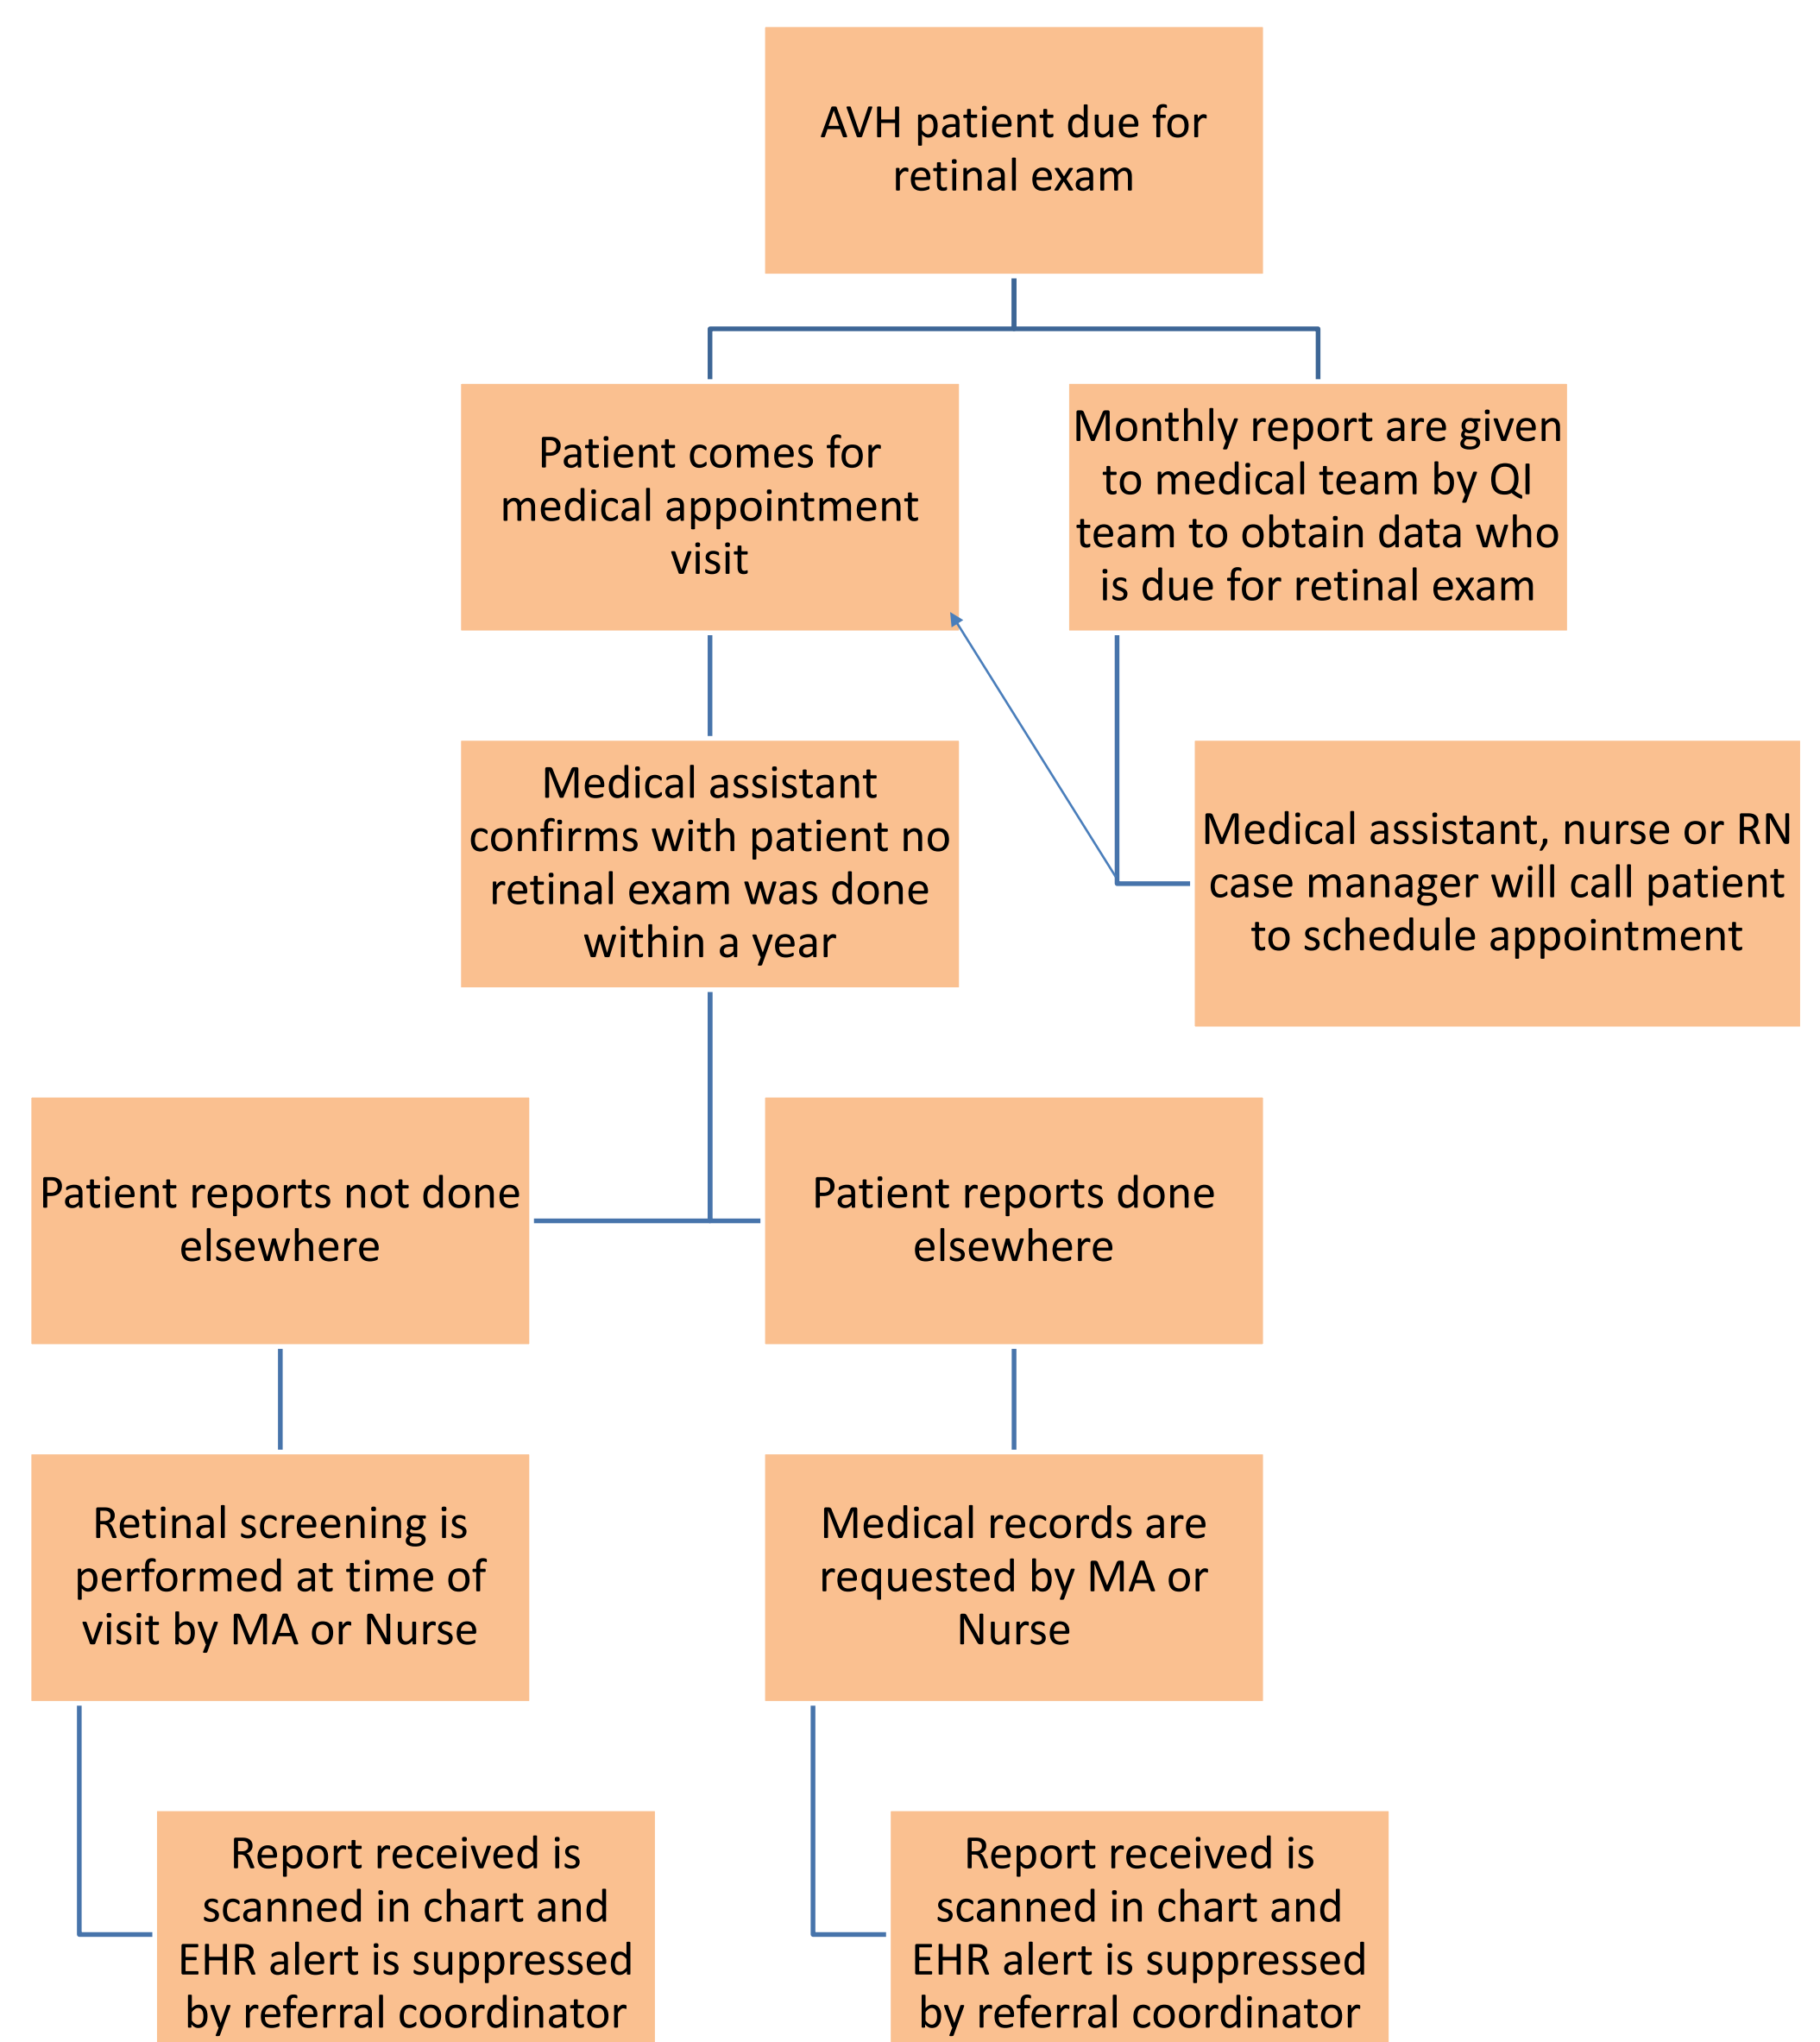 AVH patient due for
retinal exam
Patient comes for
medical appointment
visit
Monthly report are given
to medical team by QI
team to obtain data who
is due for retinal exam
Medical assistant
confirms with patient no
retinal exam was done
within a year
Medical assistant, nurse or RN
case manager will call patient
to schedule appointment
Patient reports not done
elsewhere
Patient reports done
elsewhere
Retinal screening is
performed at time of
visit by MA or Nurse
Medical records are
requested by MA or
Nurse
Report received is
scanned in chart and
EHR alert is suppressed
by referral coordinator
Report received is
scanned in chart and
EHR alert is suppressed
by referral coordinator